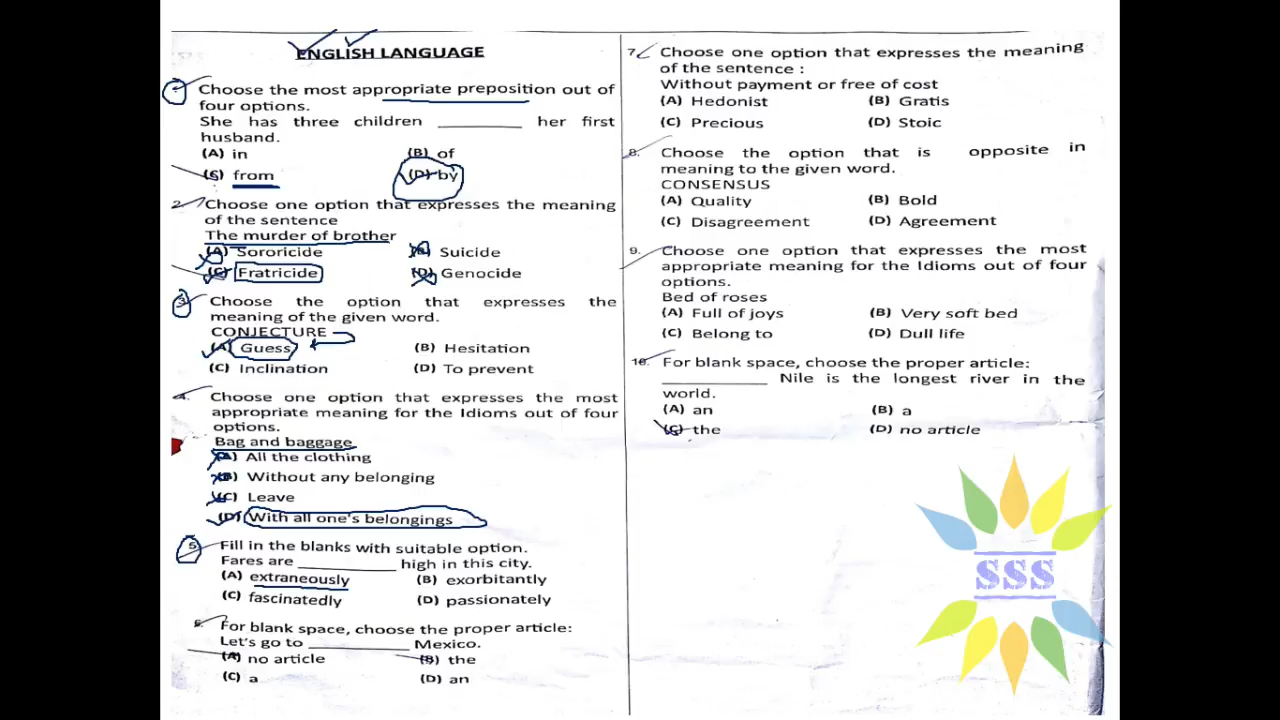 ENGLISH LANGUAGE
Choose the most appropriate preposition out of
four options.
She has three children __________ her first
husband.
(A) in (B) of
(C) from (D) by
2. Choose one option that expresses the meaning
of the sentence
The murder of brother
(A) Sororicide (B) Suicide
(C) Fratricide (D) Genocide
3. Choose the option that expresses the
meaning of the given word.
CONJECTURE
(A) Guess (B) Hesitation
(C) Inclination (D) To prevent
4. Choose one option that expresses the most
appropriate meaning for the Idioms out of four
options.
Bag and baggage
(A) All the clothing
(B) Without any belonging
(C) Leave
(D) With all one's belongings
5. Fill in the blanks with suitable option.
Fares are __________ high in this city.
(A) extraneously (B) exorbitantly
(C) fascinatedly (D) passionately
6. For blank space, choose the proper article:
Let's go to __________ Mexico.
(A) no article (B) the
(C) a (D) an
7. Choose one option that expresses the meaning
of the sentence :
Without payment or free of cost
(A) Hedonist (B) Gratis
(C) Precious (D) Stoic
8. Choose the option that is opposite in
meaning to the given word.
CONSENSUS
(A) Quality (B) Bold
(C) Disagreement (D) Agreement
9. Choose one option that expresses the most
appropriate meaning for the Idioms out of four
options.
Bed of roses
(A) Full of joys (B) Very soft bed
(C) Belong to (D) Dull life
10. For blank space, choose the proper article:
__________ Nile is the longest river in the
world.
(A) an (B) a
(C) the (D) no article
SSS